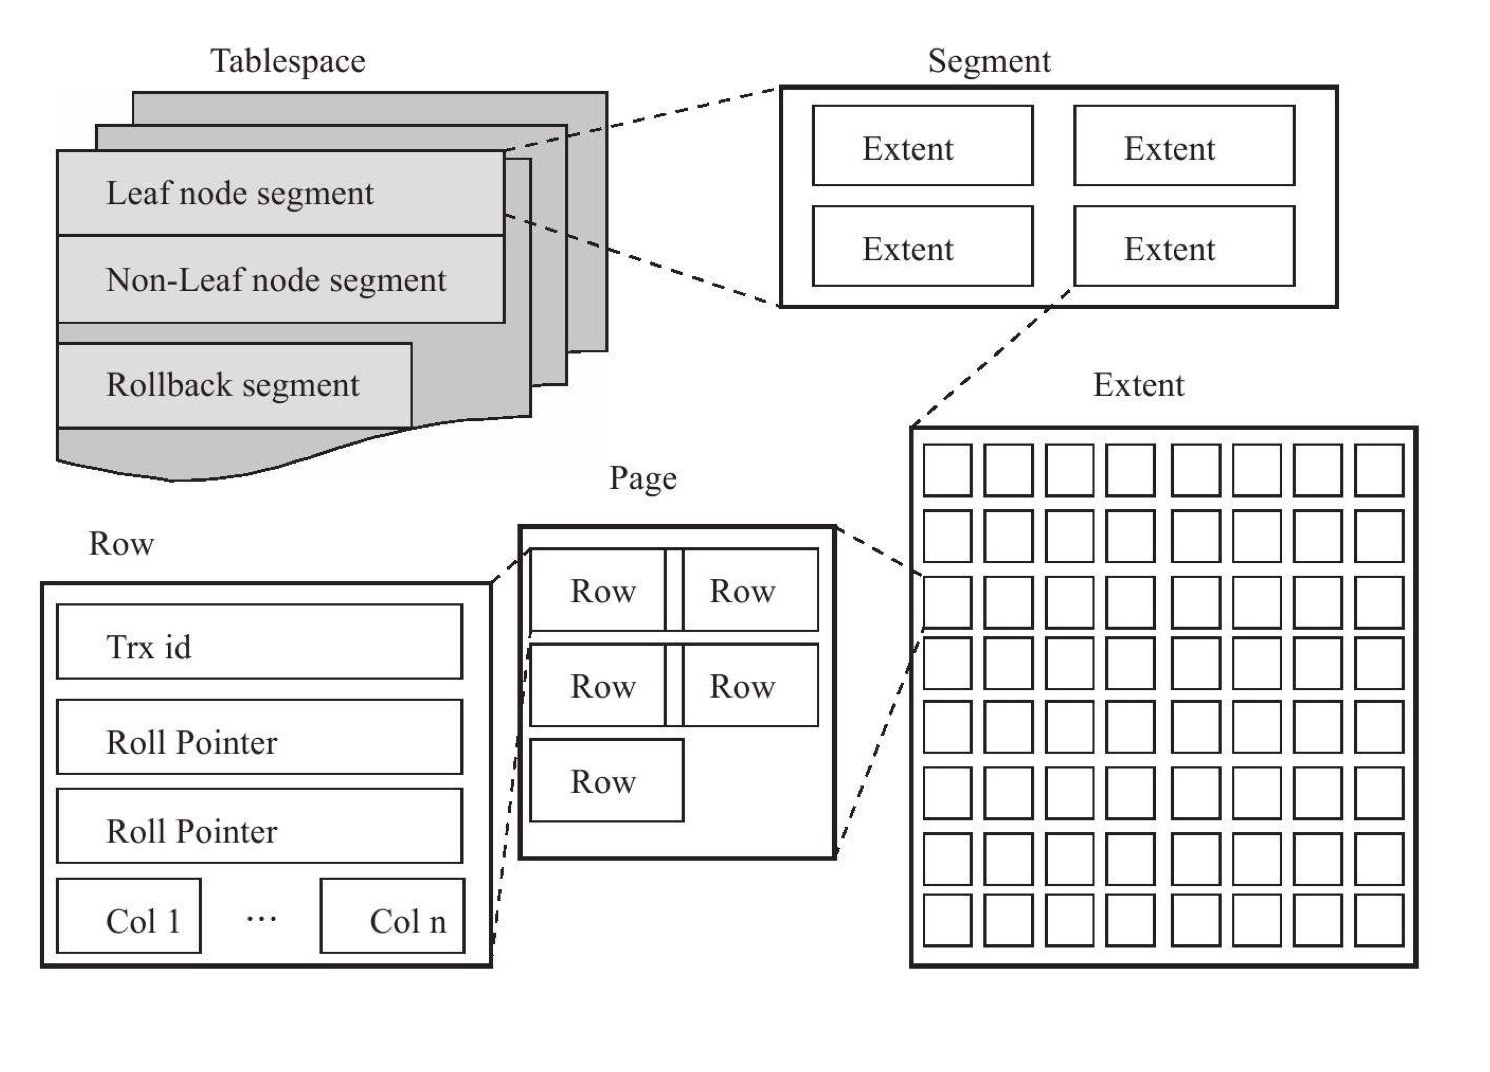 Tablespace
Leaf node segment
Non-Leaf node segment
Rollback segment
Segment
Extent Extent
Extent Extent
Extent
Page
Row Row
Row Row
Row
Row
Trx id
Roll Pointer
Roll Pointer
Col 1 ... Col n